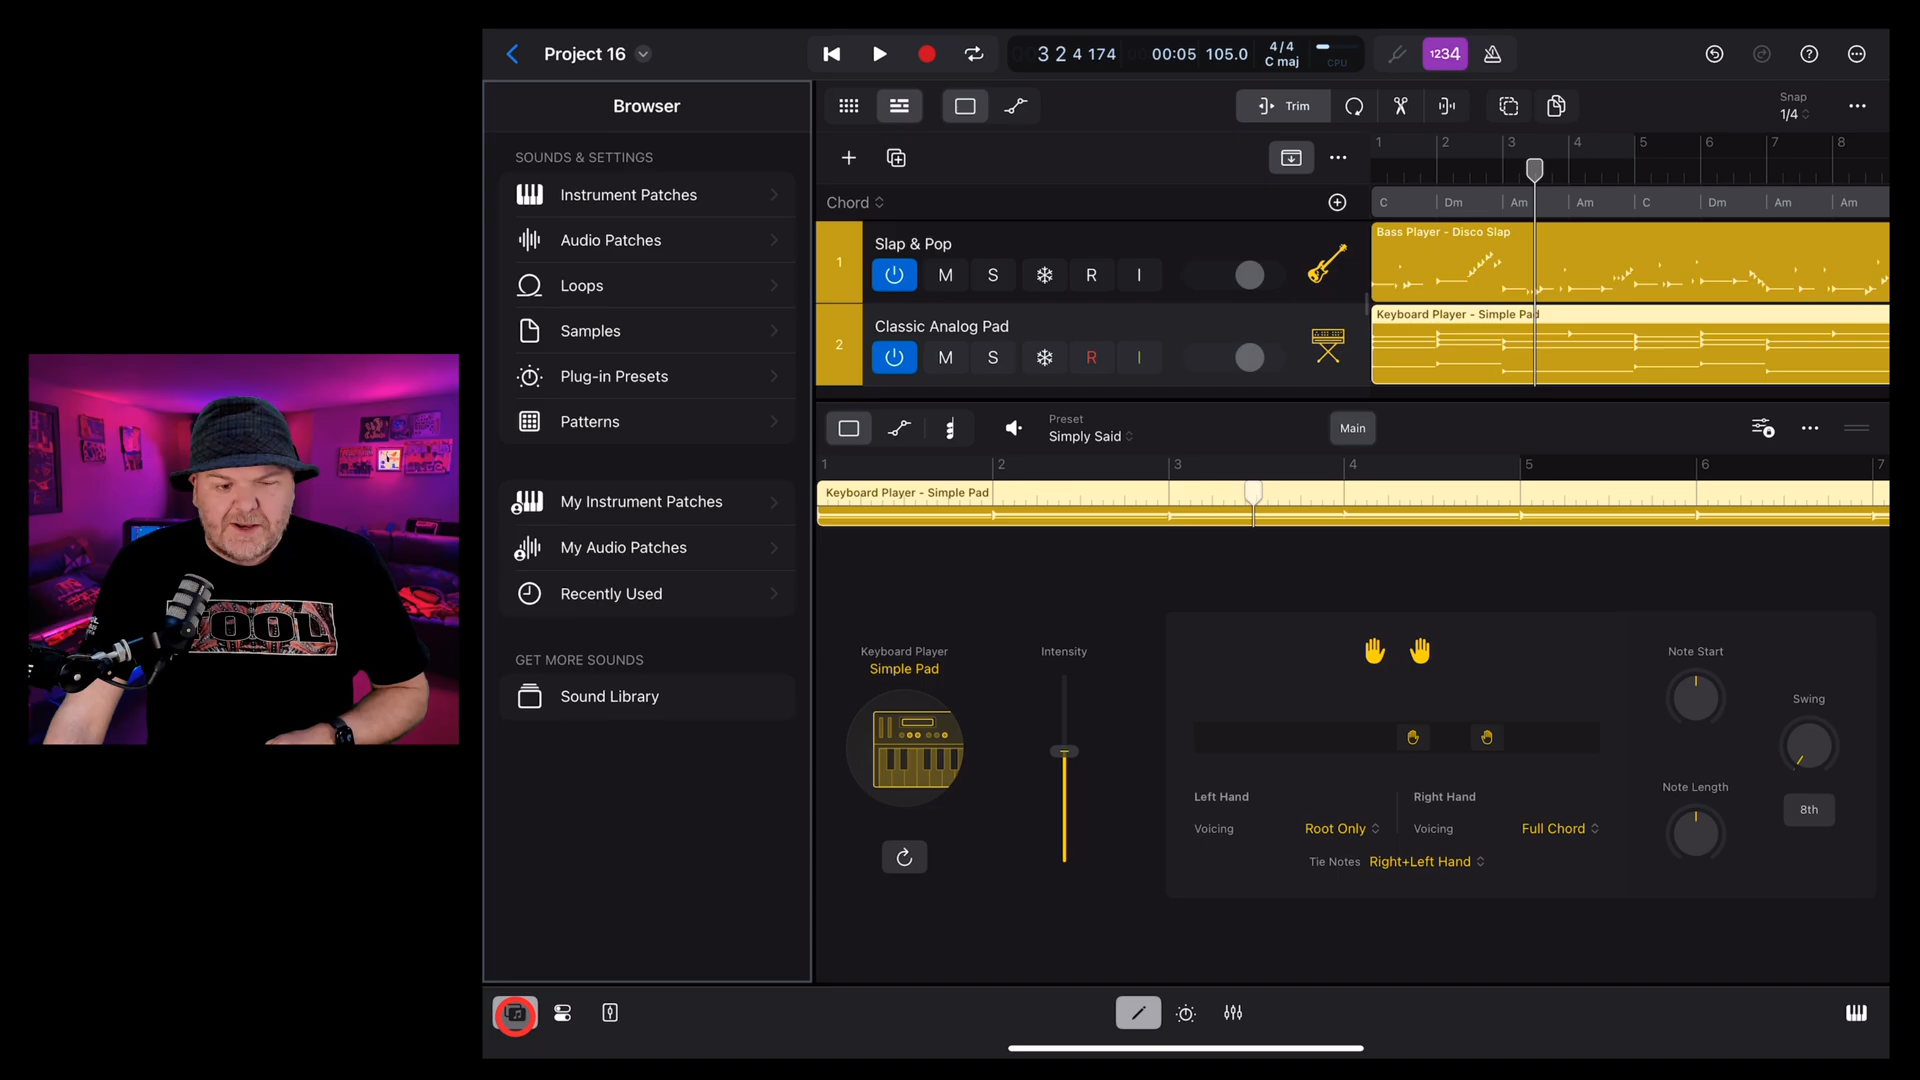 Project 16
3 2 4 174
00:05
105.0
4/4
C maj
CPU
1234
Browser
SOUNDS & SETTINGS
Instrument Patches
Audio Patches
Loops
Samples
Plug-in Presets
Patterns
My Instrument Patches
My Audio Patches
Recently Used
GET MORE SOUNDS
Sound Library
Trim
Snap
1/4
1 2 3 4 5 6 7 8
Chord
C Dm Am Am C Dm Am Am
1
Slap & Pop
M S R I
Bass Player - Disco Slap
2
Classic Analog Pad
M S R I
Keyboard Player - Simple Pad
Preset
Simply Said
Main
1 2 3 4 5 6 7
Keyboard Player - Simple Pad
Keyboard Player
Simple Pad
Intensity
Left Hand
Voicing
Root Only
Right Hand
Voicing
Full Chord
Tie Notes
Right+Left Hand
Note Start
Swing
Note Length
8th
TOOL